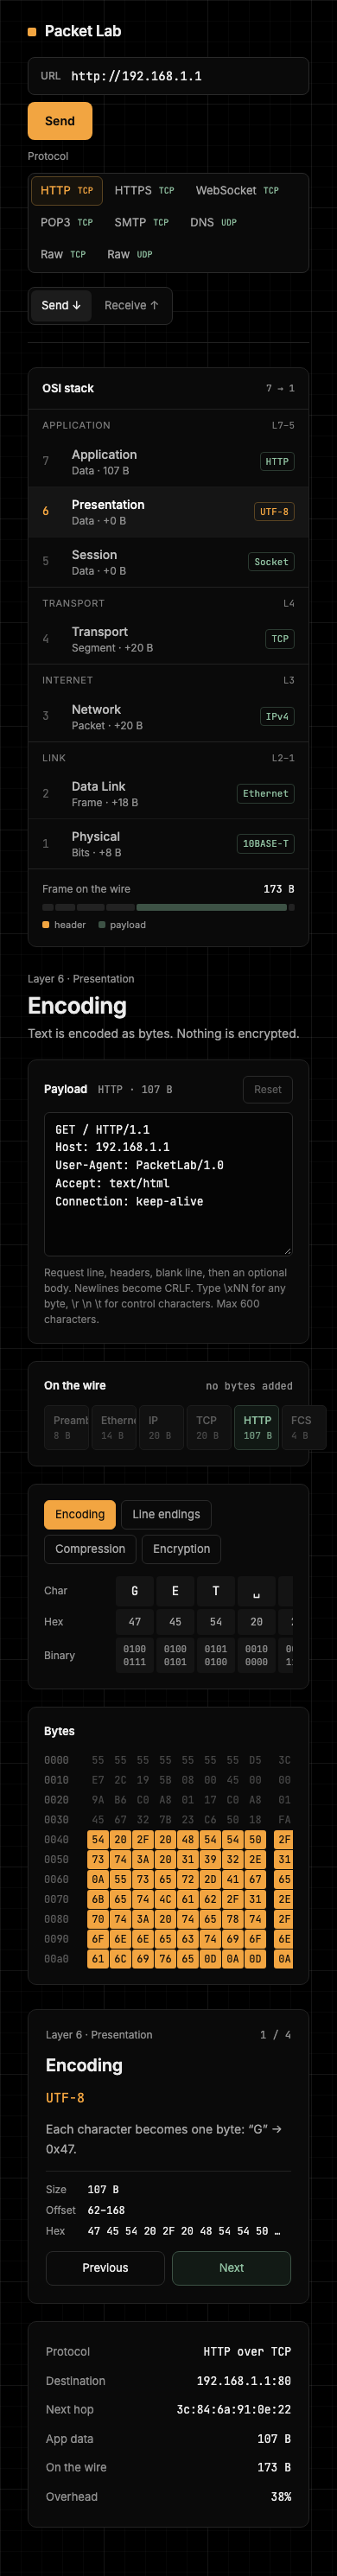 Packet Lab
URL http://192.168.1.1
Send
Protocol
HTTP TCP HTTPS TCP WebSocket TCP
POP3 TCP SMTP TCP DNS UDP
Raw TCP Raw UDP
Send ↓ Receive ↑
OSI stack 7 → 1
APPLICATION L7–5
7 Application HTTP
Data · 107 B
6 Presentation UTF-8
Data · +0 B
5 Session Socket
Data · +0 B
TRANSPORT L4
4 Transport TCP
Segment · +20 B
INTERNET L3
3 Network IPv4
Packet · +20 B
LINK L2–1
2 Data Link Ethernet
Frame · +18 B
1 Physical 10BASE-T
Bits · +8 B
Frame on the wire 173 B
header payload
Layer 6 · Presentation
Encoding
Text is encoded as bytes. Nothing is encrypted.
Payload HTTP · 107 B Reset
GET / HTTP/1.1
Host: 192.168.1.1
User-Agent: PacketLab/1.0
Accept: text/html
Connection: keep-alive
Request line, headers, blank line, then an optional
body. Newlines become CRLF. Type \xNN for any
byte, \r \n \t for control characters. Max 600
characters.
On the wire no bytes added
Preamb Etherne IP TCP HTTP FCS
8 B 14 B 20 B 20 B 107 B 4 B
Encoding Line endings
Compression Encryption
Char G E T ␣
Hex 47 45 54 20
Binary 0100 0100 0101 0010
0111 0101 0100 0000
Bytes
0000 55 55 55 55 55 55 55 D5 3C
0010 E7 2C 19 5B 08 00 45 00 00
0020 9A B6 C0 A8 01 17 C0 A8 01
0030 45 67 32 7B 23 C6 50 18 FA
0040 54 20 2F 20 48 54 54 50 2F
0050 73 74 3A 20 31 39 32 2E 31
0060 0A 55 73 65 72 2D 41 67 65
0070 6B 65 74 4C 61 62 2F 31 2E
0080 70 74 3A 20 74 65 78 74 2F
0090 6F 6E 6E 65 63 74 69 6F 6E
00a0 61 6C 69 76 65 0D 0A 0D 0A
Layer 6 · Presentation 1 / 4
Encoding
UTF-8
Each character becomes one byte: “G” →
0x47.
Size 107 B
Offset 62–168
Hex 47 45 54 20 2F 20 48 54 54 50 …
Previous Next
Protocol HTTP over TCP
Destination 192.168.1.1:80
Next hop 3c:84:6a:91:0e:22
App data 107 B
On the wire 173 B
Overhead 38%